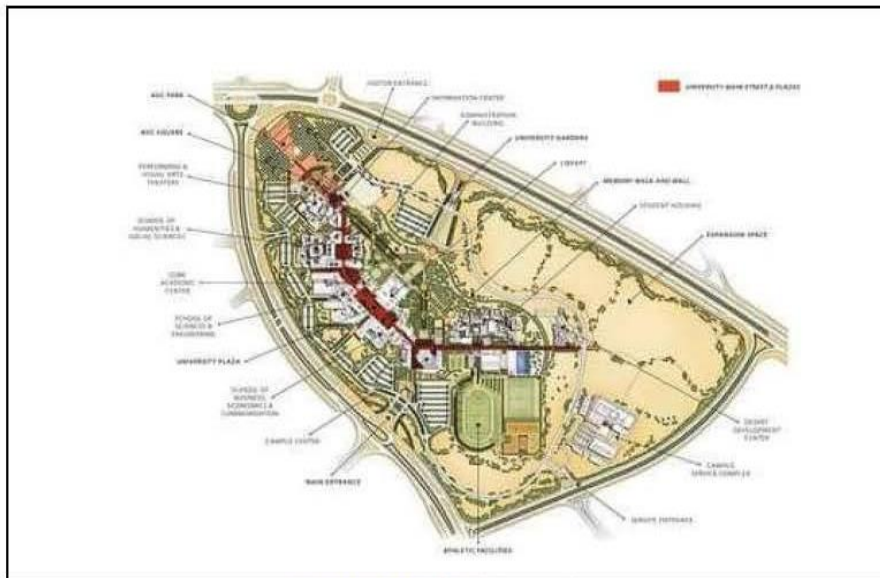 VISITOR ENTRANCE
UNIVERSITY MAIN STREET & PLAZAS
AUC PARK
INFORMATION CENTER
ADMINISTRATION
BUILDING
AUC SQUARE
UNIVERSITY GARDENS
PERFORMING &
VISUAL ARTS
THEATERS
LIBRARY
MEMORY WALK AND WALL
STUDENT HOUSING
SCHOOL OF
HUMANITIES &
SOCIAL SCIENCES
EXPANSION SPACE
CORE
ACADEMIC
CENTER
SCHOOL OF
SCIENCES &
ENGINEERING
UNIVERSITY PLAZA
SCHOOL OF
BUSINESS,
ECONOMICS &
COMMUNICATION
CAMPUS CENTER
MAIN ENTRANCE
DESERT
DEVELOPMENT
CENTER
CAMPUS
SERVICE COMPLEX
SERVICE ENTRANCE
ATHLETIC FACILITIES